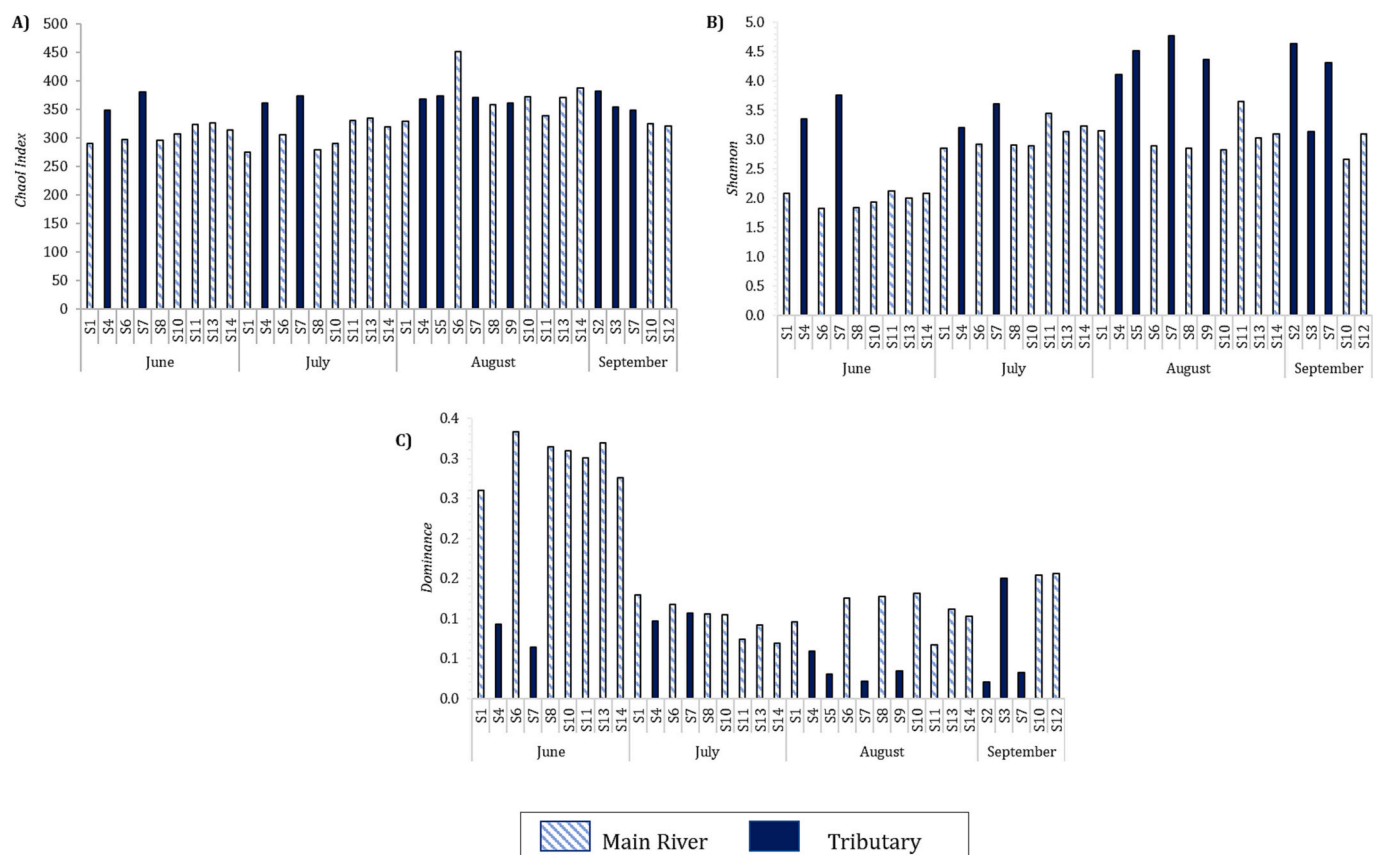 A)
Chao1 Index
500
450
400
350
300
250
200
150
100
50
0
S1 S4 S6 S7 S8 S10 S11 S13 S14 S1 S4 S6 S7 S8 S10 S11 S13 S14 S1 S4 S5 S6 S7 S8 S9 S10 S11 S13 S14 S2 S3 S7 S10 S12
June July August September
B)
Shannon
5.0
4.5
4.0
3.5
3.0
2.5
2.0
1.5
1.0
0.5
0.0
S1 S4 S6 S7 S8 S10 S11 S13 S14 S1 S4 S6 S7 S8 S10 S11 S13 S14 S1 S4 S5 S6 S7 S8 S9 S10 S11 S13 S14 S2 S3 S7 S10 S12
June July August September
C)
Dominance
0.4
0.3
0.3
0.2
0.2
0.1
0.1
0.0
S1 S4 S6 S7 S8 S10 S11 S13 S14 S1 S4 S6 S7 S8 S10 S11 S13 S14 S1 S4 S5 S6 S7 S8 S9 S10 S11 S13 S14 S2 S3 S7 S10 S12
June July August September
Main River Tributary